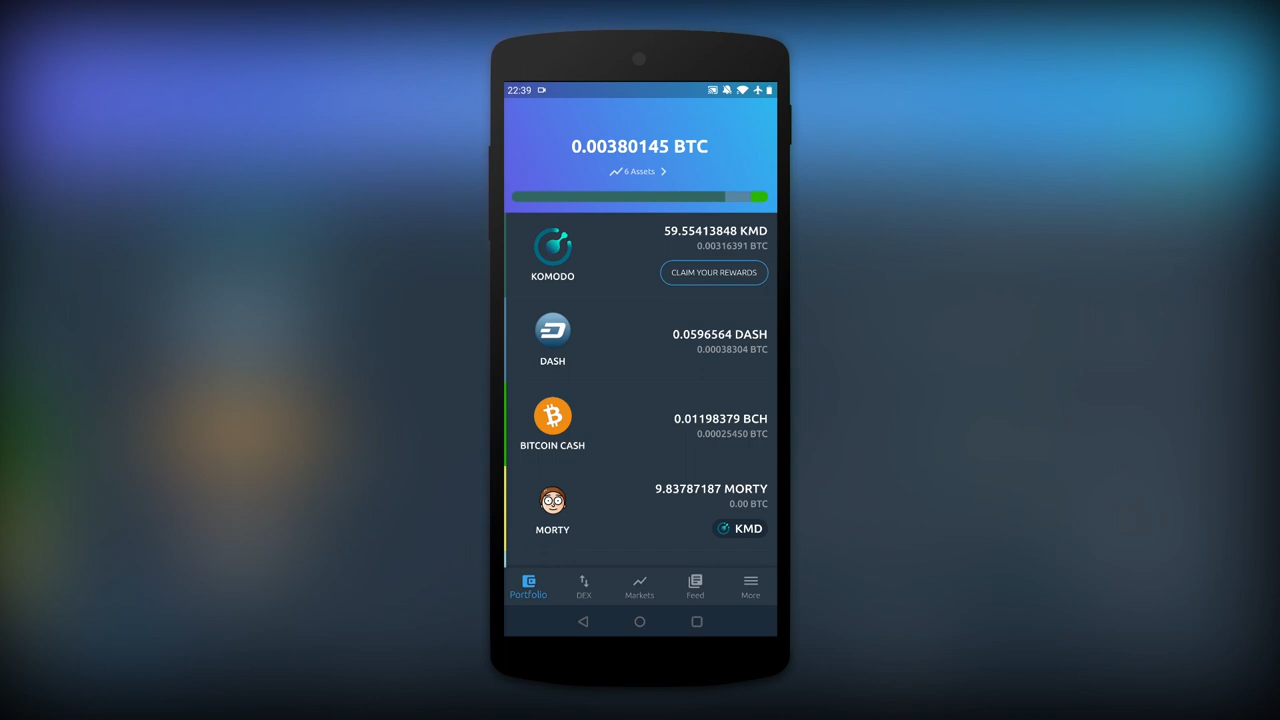 22:39
0.00380145 BTC
6 Assets
59.55413848 KMD
0.00316391 BTC
KOMODO
CLAIM YOUR REWARDS
0.0596564 DASH
0.00038304 BTC
DASH
0.01198379 BCH
0.00025450 BTC
BITCOIN CASH
9.83787187 MORTY
0.00 BTC
MORTY
KMD
Portfolio
DEX
Markets
Feed
More